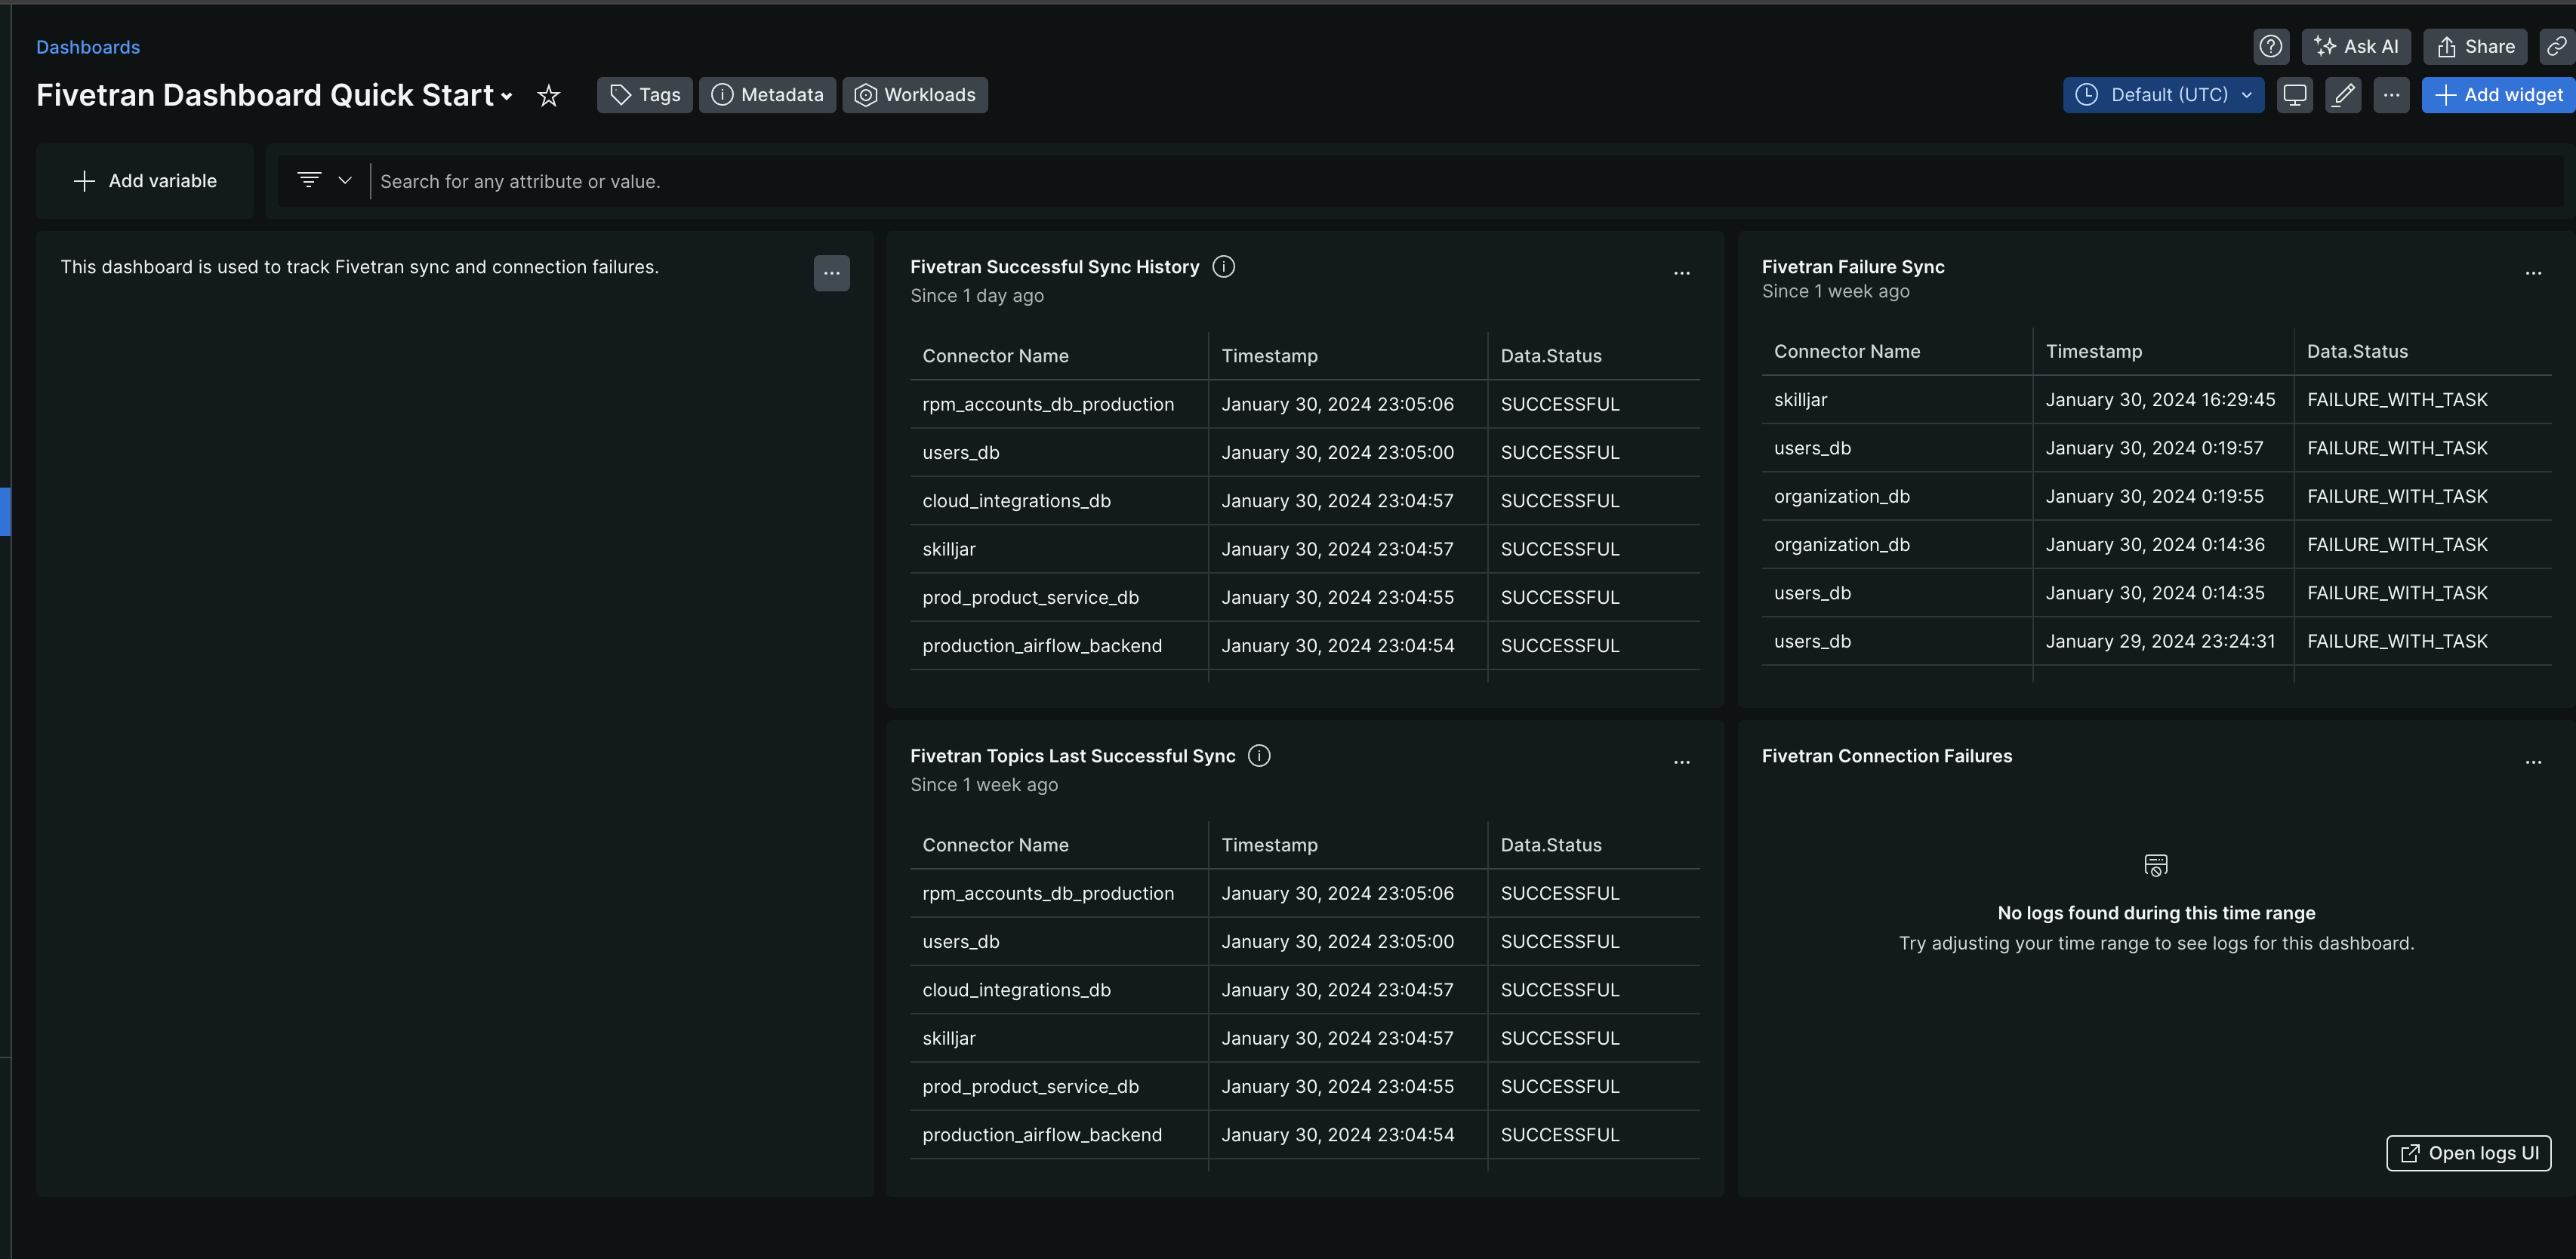 Dashboards
Ask AI
Share
Fivetran Dashboard Quick Start
Tags
Metadata
Workloads
Default (UTC)
Add widget
Add variable
Search for any attribute or value.
This dashboard is used to track Fivetran sync and connection failures.
Fivetran Successful Sync History
Since 1 day ago
Connector Name Timestamp Data.Status
rpm_accounts_db_production January 30, 2024 23:05:06 SUCCESSFUL
users_db January 30, 2024 23:05:00 SUCCESSFUL
cloud_integrations_db January 30, 2024 23:04:57 SUCCESSFUL
skilljar January 30, 2024 23:04:57 SUCCESSFUL
prod_product_service_db January 30, 2024 23:04:55 SUCCESSFUL
production_airflow_backend January 30, 2024 23:04:54 SUCCESSFUL
Fivetran Failure Sync
Since 1 week ago
Connector Name Timestamp Data.Status
skilljar January 30, 2024 16:29:45 FAILURE_WITH_TASK
users_db January 30, 2024 0:19:57 FAILURE_WITH_TASK
organization_db January 30, 2024 0:19:55 FAILURE_WITH_TASK
organization_db January 30, 2024 0:14:36 FAILURE_WITH_TASK
users_db January 30, 2024 0:14:35 FAILURE_WITH_TASK
users_db January 29, 2024 23:24:31 FAILURE_WITH_TASK
Fivetran Topics Last Successful Sync
Since 1 week ago
Connector Name Timestamp Data.Status
rpm_accounts_db_production January 30, 2024 23:05:06 SUCCESSFUL
users_db January 30, 2024 23:05:00 SUCCESSFUL
cloud_integrations_db January 30, 2024 23:04:57 SUCCESSFUL
skilljar January 30, 2024 23:04:57 SUCCESSFUL
prod_product_service_db January 30, 2024 23:04:55 SUCCESSFUL
production_airflow_backend January 30, 2024 23:04:54 SUCCESSFUL
Fivetran Connection Failures
No logs found during this time range
Try adjusting your time range to see logs for this dashboard.
Open logs UI